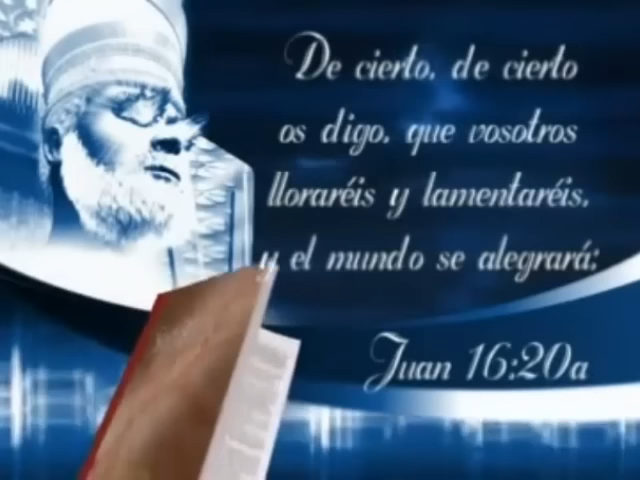 De cierto, de cierto
os digo, que vosotros
lloraréis y lamentaréis,
y el mundo se alegrará;
Juan 16:20a